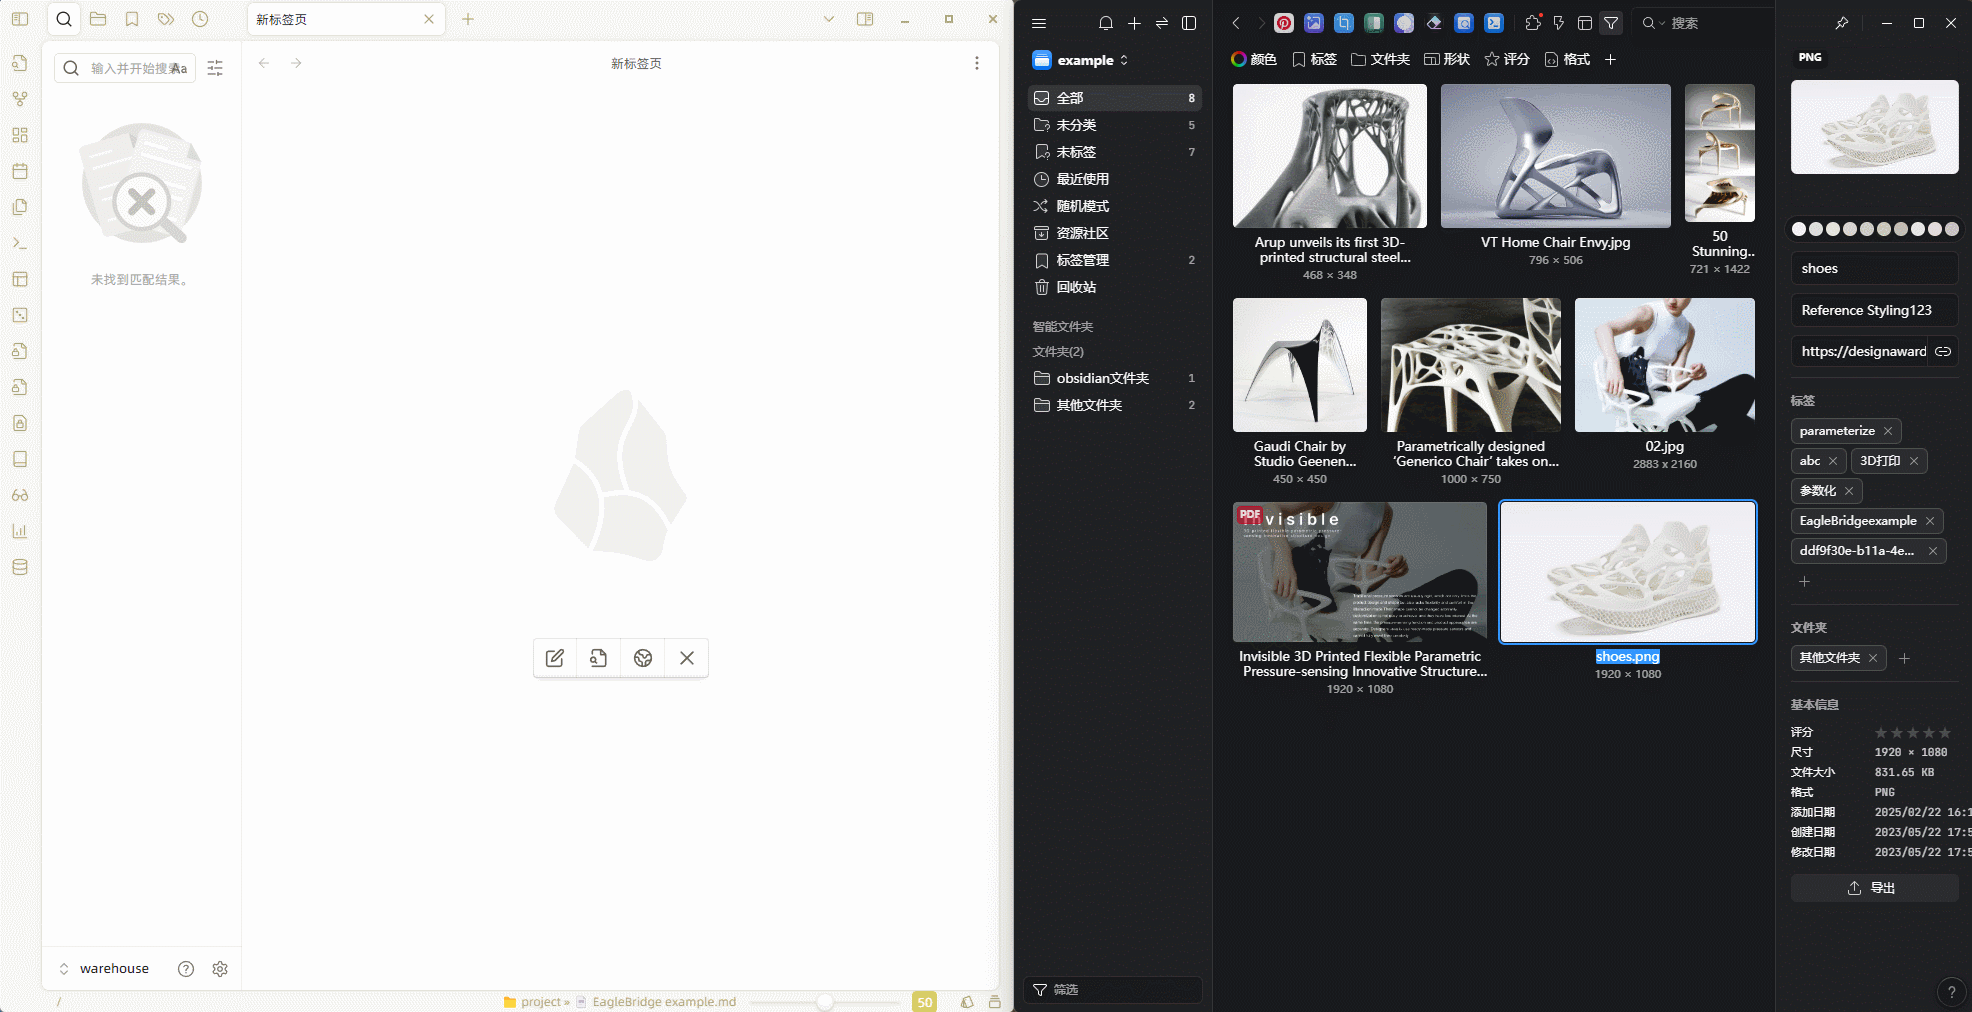 新标签页
输入并开始搜索
Aa
未找到匹配结果。
warehouse
新标签页
/
project »
EagleBridge example.md
50
example
全部 8
未分类 5
未标签 7
最近使用
随机模式
资源社区
标签管理 2
回收站
智能文件夹
文件夹(2)
obsidian文件夹 1
其他文件夹 2
筛选
搜索
颜色
标签
文件夹
形状
评分
格式
Arup unveils its first 3D-
printed structural steel...
468 × 348
VT Home Chair Envy.jpg
796 × 506
50
Stunning..
721 × 1422
Gaudi Chair by
Studio Geenen...
450 × 450
Parametrically designed
‘Generico Chair’ takes on...
1000 × 750
02.jpg
2883 x 2160
PDF
Invisible
Invisible 3D Printed Flexible Parametric
Pressure-sensing Innovative Structure...
1920 × 1080
shoes.png
1920 × 1080
PNG
shoes
Reference Styling123
https://designaward
标签
parameterize
abc
3D打印
参数化
EagleBridgeexample
ddf9f30e-b11a-4e...
文件夹
其他文件夹
基本信息
评分
尺寸 1920 × 1080
文件大小 831.65 KB
格式 PNG
添加日期 2025/02/22 16:1
创建日期 2023/05/22 17:5
修改日期 2023/05/22 17:5
导出
?